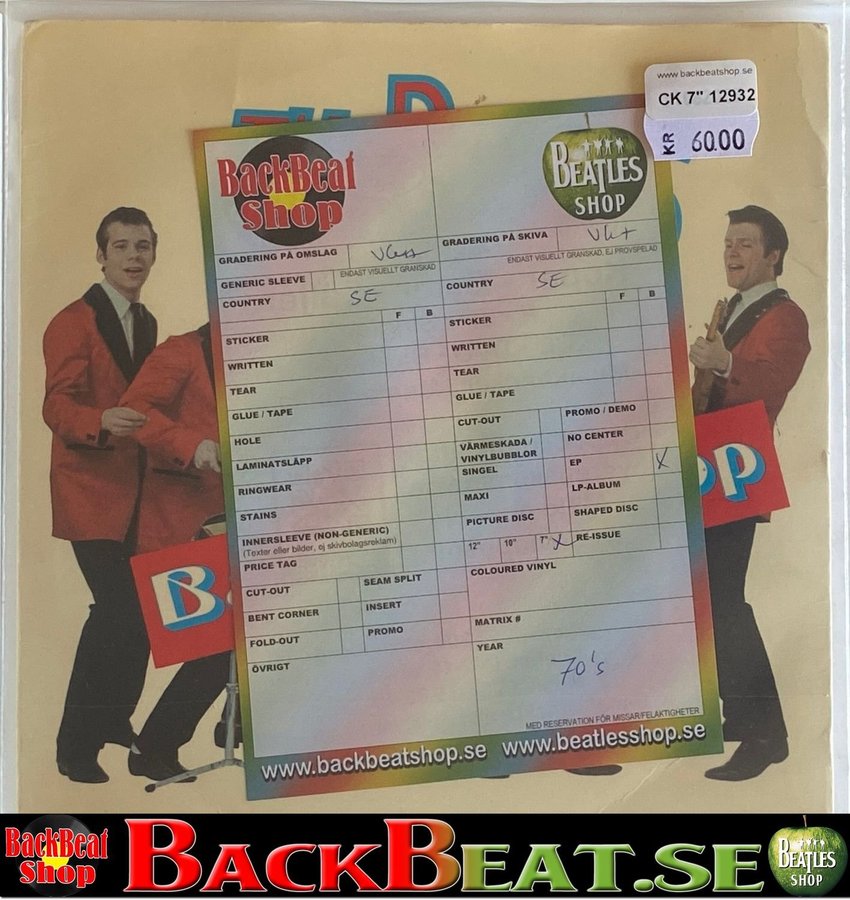 www.backbeatshop.se
CK 7" 12932
KR 60.00
BackBeat
Shop
BEATLES
SHOP
GRADERING PÅ OMSLAG
GRADERING PÅ SKIVA
VG+
ENDAST VISUELLT GRANSKAD
ENDAST VISUELLT GRANSKAD, EJ PROVSPELAD
GENERIC SLEEVE
COUNTRY SE
COUNTRY SE
F B
F B
STICKER
STICKER
WRITTEN
WRITTEN
TEAR
TEAR
GLUE / TAPE
GLUE / TAPE
HOLE
CUT-OUT
PROMO / DEMO
LAMINATSLÄPP
VÄRMESKADA /
VINYLBUBBLOR
NO CENTER
RINGWEAR
SINGEL
EP X
STAINS
MAXI
LP-ALBUM
INNERSLEEVE (NON-GENERIC)
(Texter eller bilder, ej skivbolagsreklam)
PICTURE DISC
SHAPED DISC
PRICE TAG
12" 10" 7" X
RE-ISSUE
CUT-OUT
SEAM SPLIT
COLOURED VINYL
BENT CORNER
INSERT
FOLD-OUT
PROMO
MATRIX #
ÖVRIGT
YEAR
70's
MED RESERVATION FÖR MISSAR/FELAKTIGHETER
www.backbeatshop.se www.beatlesshop.se
B
op
BackBeat
Shop
BACKBEAT.SE
BEATLES
SHOP